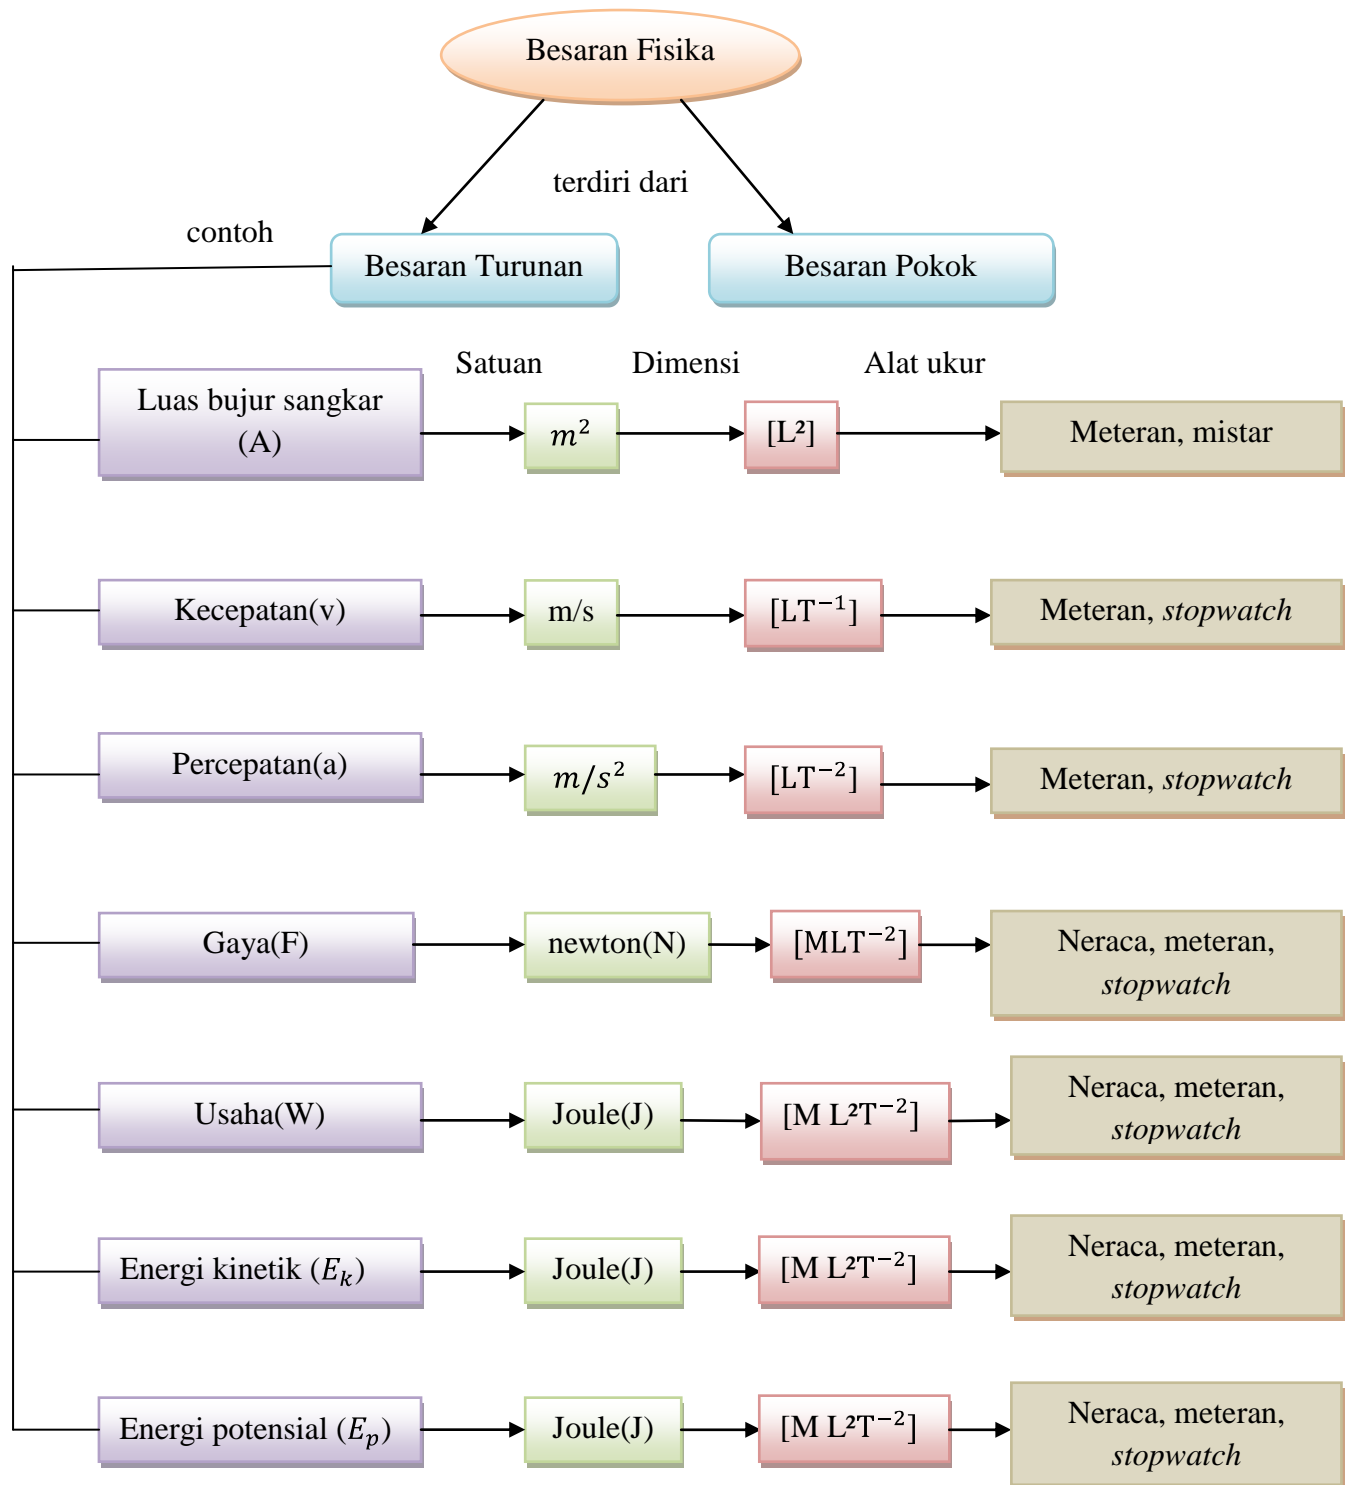 Besaran Fisika
terdiri dari
contoh
Besaran Turunan
Besaran Pokok
Satuan
Dimensi
Alat ukur
Luas bujur sangkar
(A)
m²
[L²]
Meteran, mistar
Kecepatan(v)
m/s
[LT⁻¹]
Meteran, stopwatch
Percepatan(a)
m/s²
[LT⁻²]
Meteran, stopwatch
Gaya(F)
newton(N)
[MLT⁻²]
Neraca, meteran,
stopwatch
Usaha(W)
Joule(J)
[M L²T⁻²]
Neraca, meteran,
stopwatch
Energi kinetik (Eₖ)
Joule(J)
[M L²T⁻²]
Neraca, meteran,
stopwatch
Energi potensial (Eₚ)
Joule(J)
[M L²T⁻²]
Neraca, meteran,
stopwatch